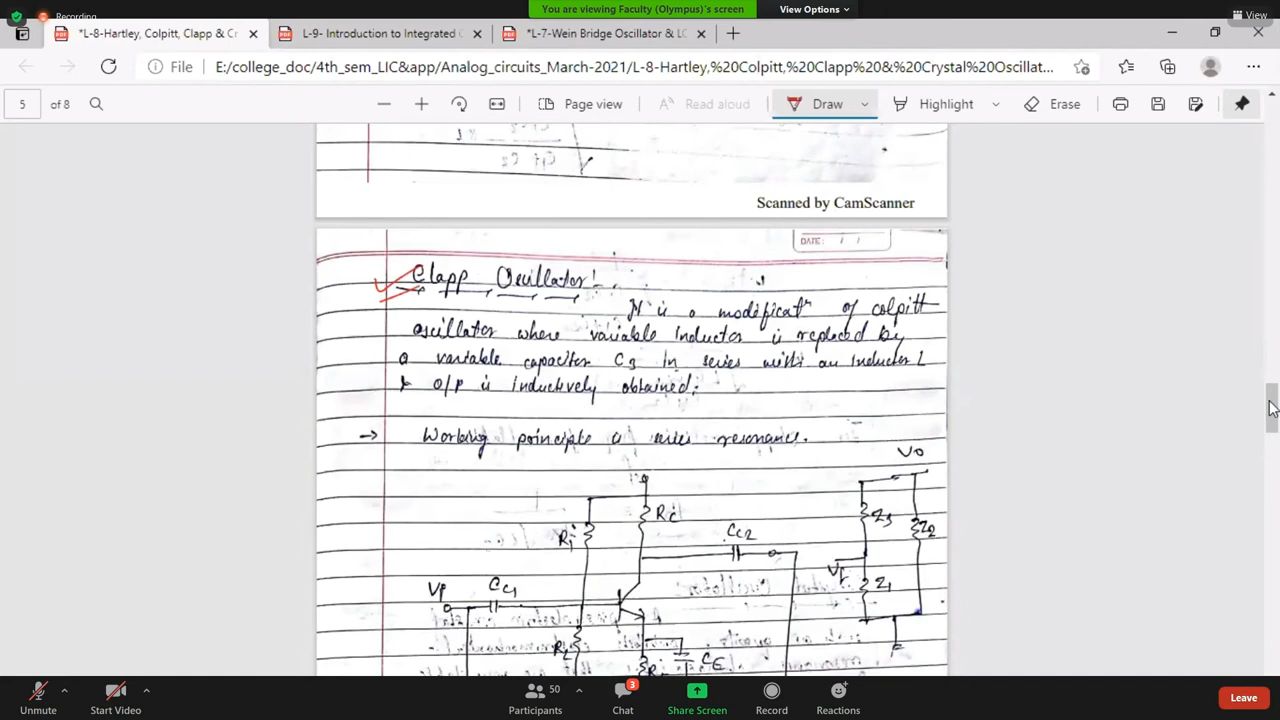 Recording
You are viewing Faculty (Olympus)'s screen
View Options
View
*L-8-Hartley, Colpitt, Clapp & Cr
L-9- Introduction to Integrated C
*L-7-Wein Bridge Oscillator & LC
File
E:/college_doc/4th_sem_LIC&app/Analog_circuits_March-2021/L-8-Hartley,%20Colpitt,%20Clapp%20&%20Crystal%20Oscillat...
5 of 8
Page view
Read aloud
Draw
Highlight
Erase
Scanned by CamScanner
DATE: / /
Clapp Oscillator!
It is a modificatⁿ of colpitt
oscillator where variable inductor is replaced by
a variable capacitor C3 in series with an inductor L
& o/p is inductively obtained:
→ Working principle is series resonance.
Vo
Rc
Z3
Z2
R1
CC2
Vf
Z1
Vf
CC1
R2
CE
Unmute
Start Video
50
Participants
3
Chat
Share Screen
Record
Reactions
Leave